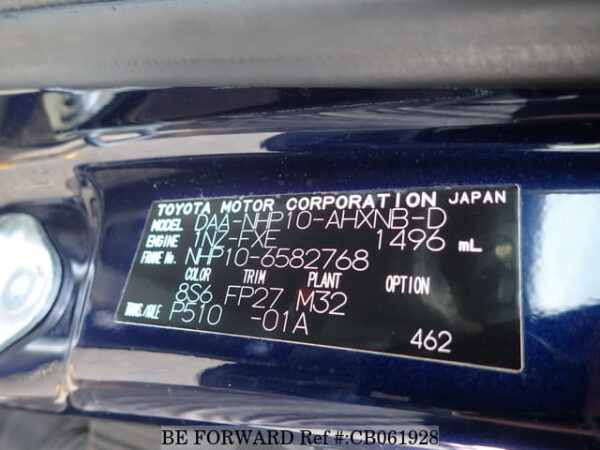 TOYOTA MOTOR CORPORATION JAPAN
MODEL DAA-NHP10-AHXNB-D
ENGINE 1NZ-FXE 1496 mL
FRAME No. NHP10-6582768
COLOR TRIM PLANT OPTION
8S6 FP27 M32
TRANS./AXLE P510 -01A
462
BE FORWARD Ref #:CB061928